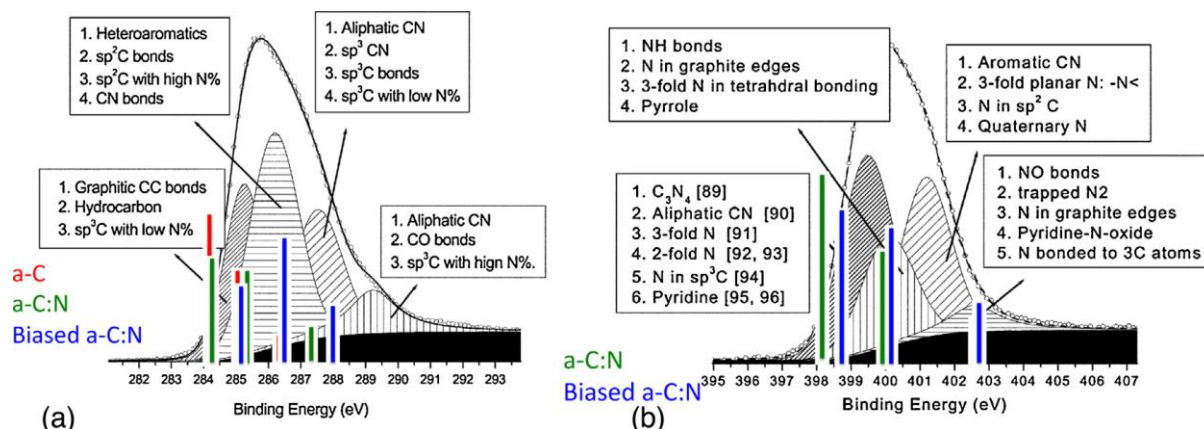 1. Heteroaromatics
2. sp²C bonds
3. sp²C with high N%
4. CN bonds
1. Aliphatic CN
2. sp³ CN
3. sp³C bonds
4. sp³C with low N%
1. Graphitic CC bonds
2. Hydrocarbon
3. sp³C with low N%
1. Aliphatic CN
2. CO bonds
3. sp³C with hign N%.
a-C
a-C:N
Biased a-C:N
282 283 284 285 286 287 288 289 290 291 292 293
Binding Energy (eV)
(a)
1. NH bonds
2. N in graphite edges
3. 3-fold N in tetrahdral bonding
4. Pyrrole
1. Aromatic CN
2. 3-fold planar N: -N<
3. N in sp² C
4. Quaternary N
1. C₃N₄ [89]
2. Aliphatic CN [90]
3. 3-fold N [91]
4. 2-fold N [92, 93]
5. N in sp³C [94]
6. Pyridine [95, 96]
1. NO bonds
2. trapped N2
3. N in graphite edges
4. Pyridine-N-oxide
5. N bonded to 3C atoms
a-C:N
Biased a-C:N
395 396 397 398 399 400 401 402 403 404 405 406 407
Binding Energy (eV)
(b)